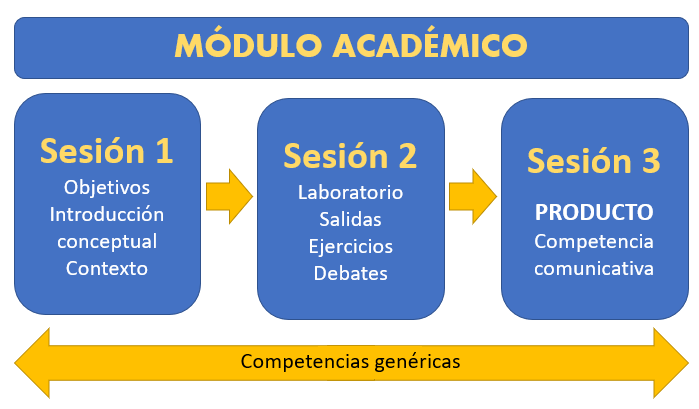 MÓDULO ACADÉMICO
Sesión 1
Objetivos
Introducción
conceptual
Contexto
Sesión 2
Laboratorio
Salidas
Ejercicios
Debates
Sesión 3
PRODUCTO
Competencia
comunicativa
Competencias genéricas